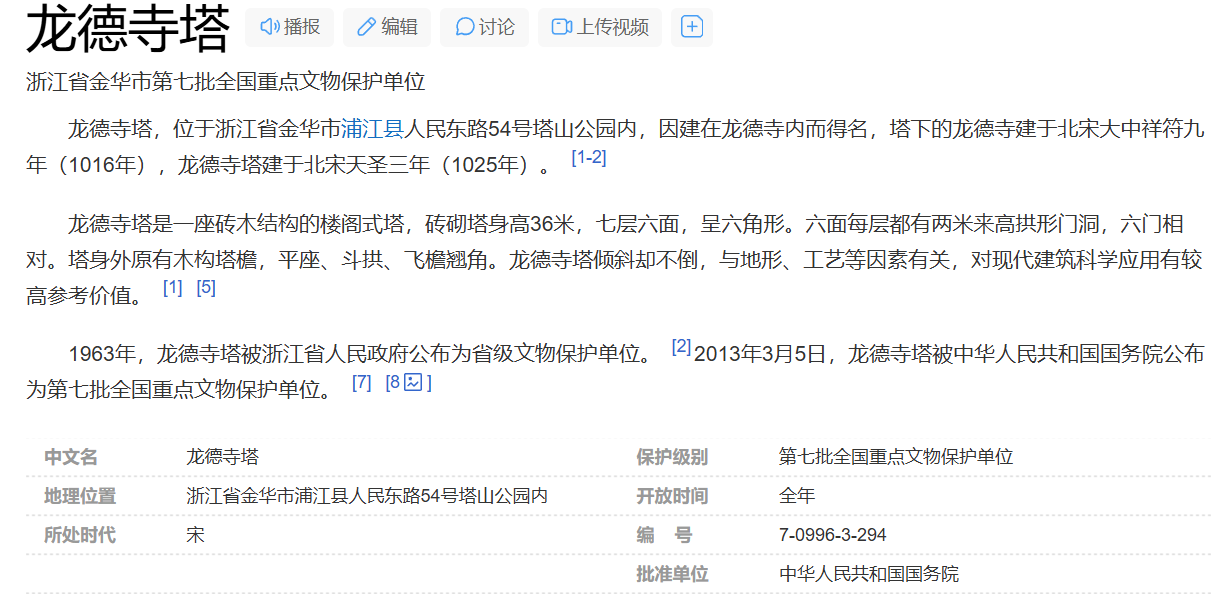 龙德寺塔 播报 编辑 讨论 上传视频
浙江省金华市第七批全国重点文物保护单位
龙德寺塔，位于浙江省金华市浦江县人民东路54号塔山公园内，因建在龙德寺内而得名，塔下的龙德寺建于北宋大中祥符九
年（1016年），龙德寺塔建于北宋天圣三年（1025年）。 [1-2]
龙德寺塔是一座砖木结构的楼阁式塔，砖砌塔身高36米，七层六面，呈六角形。六面每层都有两米来高拱形门洞，六门相
对。塔身外原有木构塔檐，平座、斗拱、飞檐翘角。龙德寺塔倾斜却不倒，与地形、工艺等因素有关，对现代建筑科学应用有较
高参考价值。 [1] [5]
1963年，龙德寺塔被浙江省人民政府公布为省级文物保护单位。 [2] 2013年3月5日，龙德寺塔被中华人民共和国国务院公布
为第七批全国重点文物保护单位。 [7] [8]
中文名 龙德寺塔 保护级别 第七批全国重点文物保护单位
地理位置 浙江省金华市浦江县人民东路54号塔山公园内 开放时间 全年
所处时代 宋 编 号 7-0996-3-294
批准单位 中华人民共和国国务院